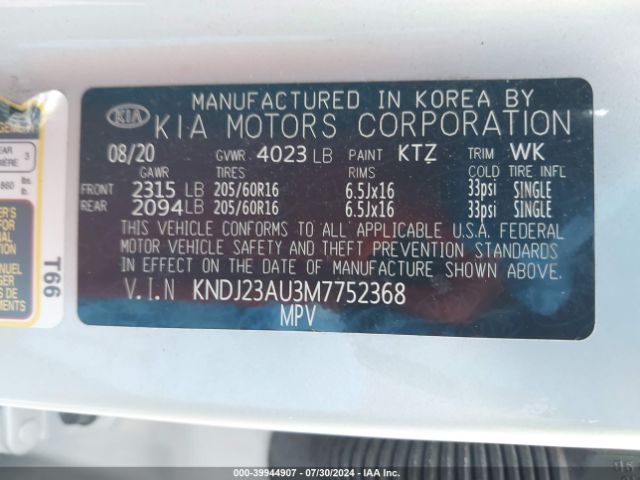 MANUFACTURED IN KOREA BY
KIA KIA MOTORS CORPORATION
08/20 GVWR 4023 LB PAINT KTZ TRIM WK
GAWR TIRES RIMS COLD TIRE INFL
FRONT 2315 LB 205/60R16 6.5Jx16 33psi SINGLE
REAR 2094 LB 205/60R16 6.5Jx16 33psi SINGLE
THIS VEHICLE CONFORMS TO ALL APPLICABLE U.S.A. FEDERAL
MOTOR VEHICLE SAFETY AND THEFT PREVENTION STANDARDS
IN EFFECT ON THE DATE OF MANUFACTURE SHOWN ABOVE.
V.I.N KNDJ23AU3M7752368
MPV
3
860
lbs.
T66
000-39944907 - 07/30/2024 - IAA Inc.